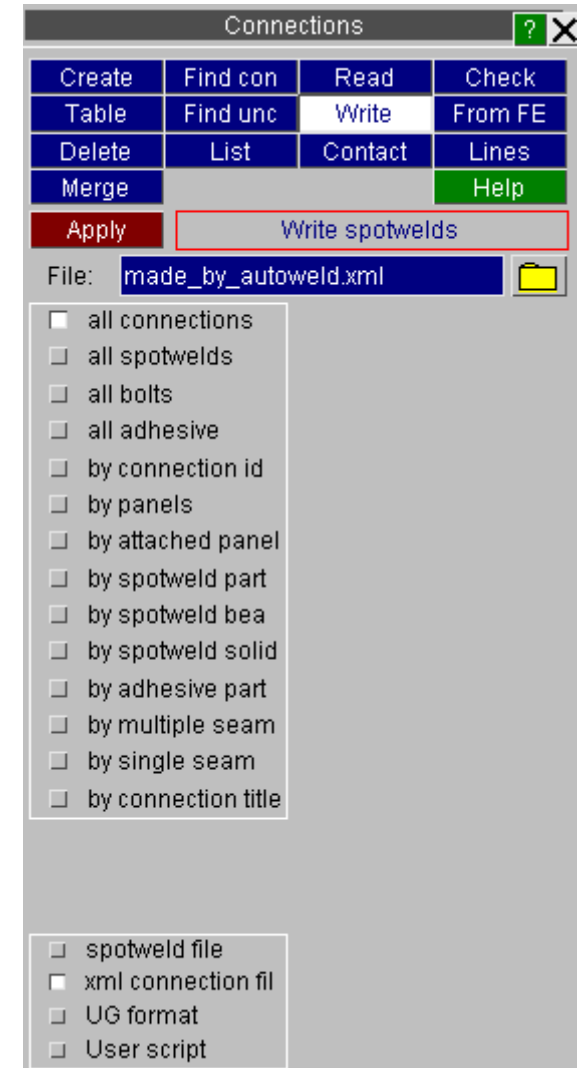 Connections ?
Create Find con Read Check
Table Find unc Write From FE
Delete List Contact Lines
Merge Help
Apply Write spotwelds
File: made_by_autoweld.xml
all connections
all spotwelds
all bolts
all adhesive
by connection id
by panels
by attached panel
by spotweld part
by spotweld bea
by spotweld solid
by adhesive part
by multiple seam
by single seam
by connection title
spotweld file
xml connection fil
UG format
User script